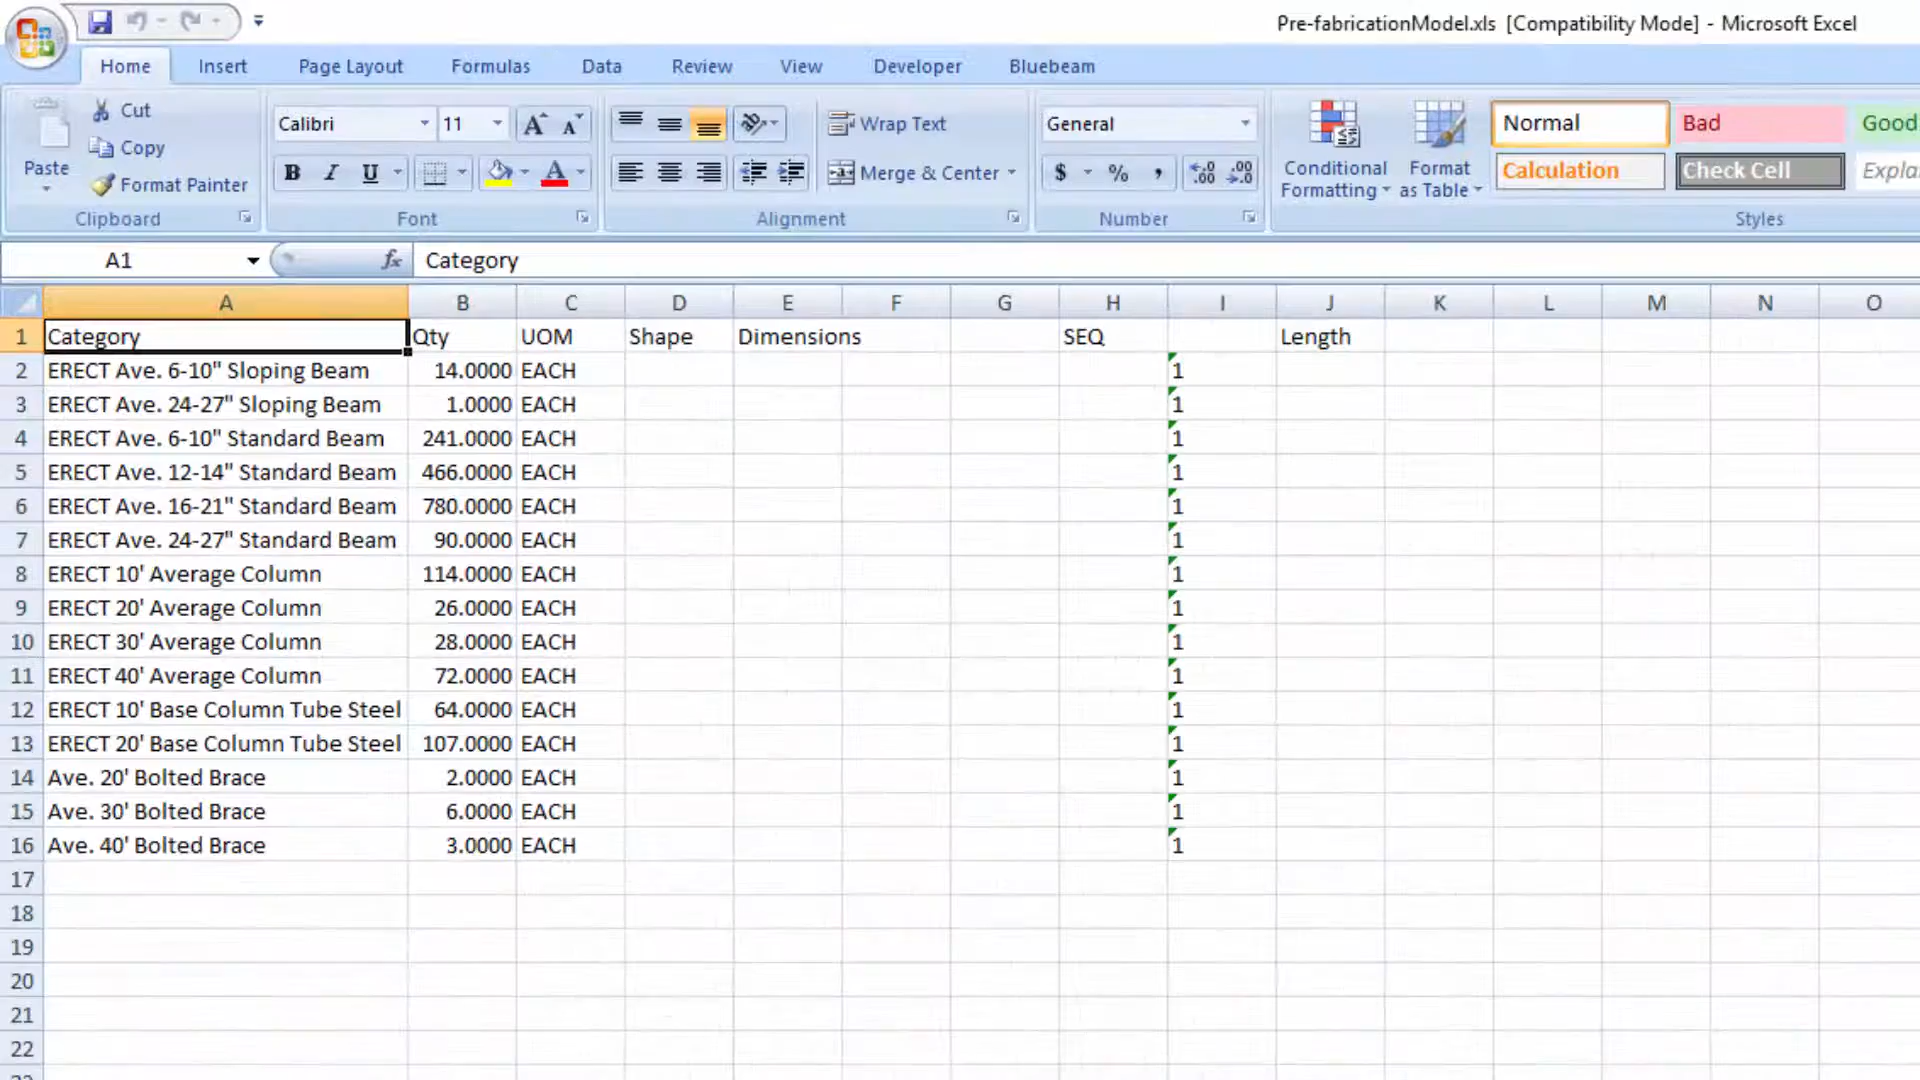 Pre-fabricationModel.xls [Compatibility Mode] - Microsoft Excel
Home Insert Page Layout Formulas Data Review View Developer Bluebeam
Paste
Cut
Copy
Format Painter
Clipboard
Calibri 11
B I U
Font
Wrap Text
Merge & Center
Alignment
General
$ % ,
Number
Conditional Formatting
Format as Table
Normal Bad Good
Calculation Check Cell Expla
Styles
A1 fx Category
A B C D E F G H I J K L M N O
1 Category Qty UOM Shape Dimensions SEQ Length
2 ERECT Ave. 6-10" Sloping Beam 14.0000 EACH 1
3 ERECT Ave. 24-27" Sloping Beam 1.0000 EACH 1
4 ERECT Ave. 6-10" Standard Beam 241.0000 EACH 1
5 ERECT Ave. 12-14" Standard Beam 466.0000 EACH 1
6 ERECT Ave. 16-21" Standard Beam 780.0000 EACH 1
7 ERECT Ave. 24-27" Standard Beam 90.0000 EACH 1
8 ERECT 10' Average Column 114.0000 EACH 1
9 ERECT 20' Average Column 26.0000 EACH 1
10 ERECT 30' Average Column 28.0000 EACH 1
11 ERECT 40' Average Column 72.0000 EACH 1
12 ERECT 10' Base Column Tube Steel 64.0000 EACH 1
13 ERECT 20' Base Column Tube Steel 107.0000 EACH 1
14 Ave. 20' Bolted Brace 2.0000 EACH 1
15 Ave. 30' Bolted Brace 6.0000 EACH 1
16 Ave. 40' Bolted Brace 3.0000 EACH 1
17
18
19
20
21
22